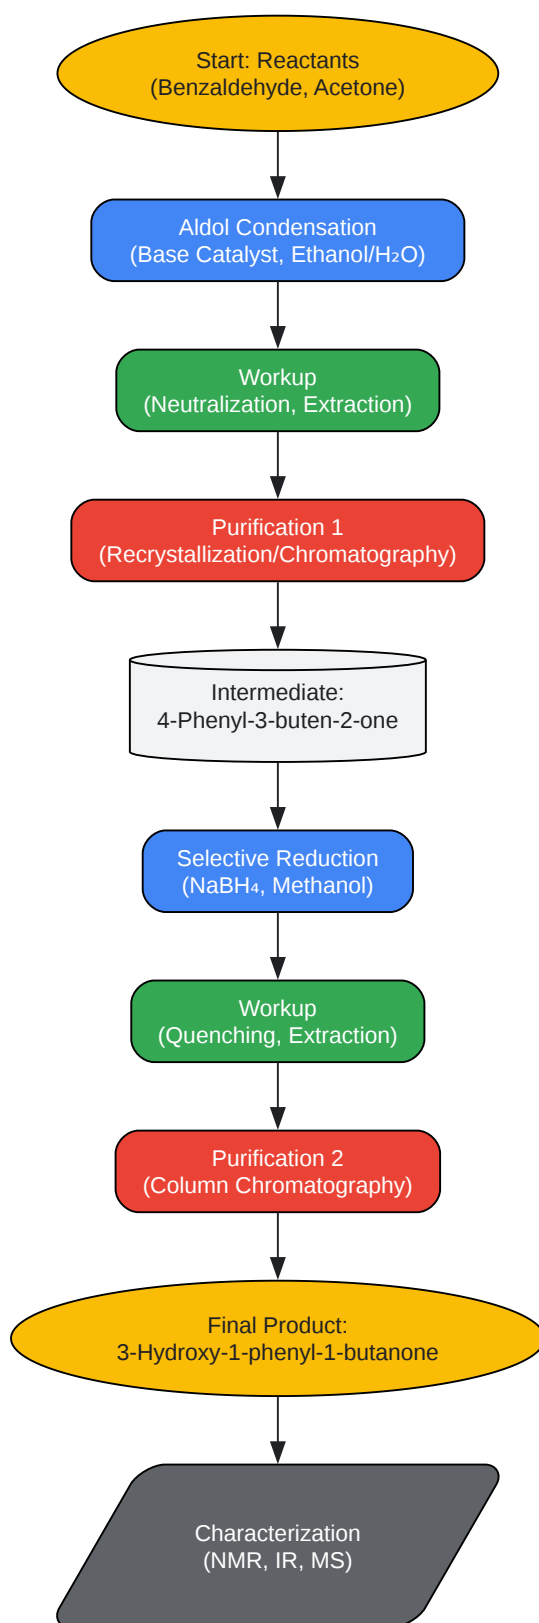 Start: Reactants
(Benzaldehyde, Acetone)
Aldol Condensation
(Base Catalyst, Ethanol/H₂O)
Workup
(Neutralization, Extraction)
Purification 1
(Recrystallization/Chromatography)
Intermediate:
4-Phenyl-3-buten-2-one
Selective Reduction
(NaBH₄, Methanol)
Workup
(Quenching, Extraction)
Purification 2
(Column Chromatography)
Final Product:
3-Hydroxy-1-phenyl-1-butanone
Characterization
(NMR, IR, MS)